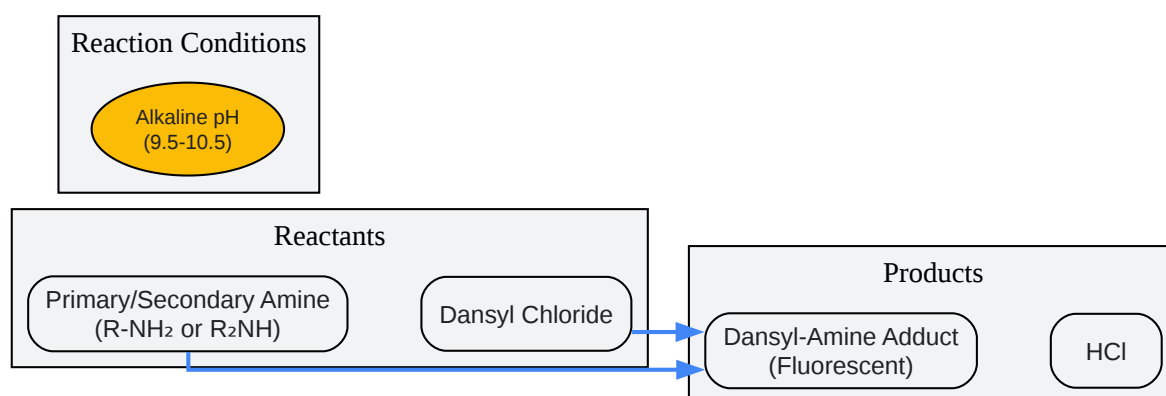 Reaction Conditions
Alkaline pH
(9.5-10.5)
Reactants
Primary/Secondary Amine
(R-NH₂ or R₂NH)
Dansyl Chloride
Products
Dansyl-Amine Adduct
(Fluorescent)
HCl